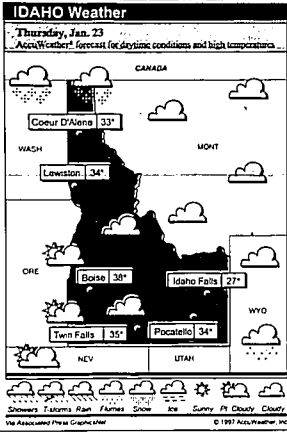 IDAHO Weather
Thursday, Jan. 23
AccuWeather® forecast for daytime conditions and high temperatures
CANADA
Coeur D'Alene 33°
WASH
MONT
Lewiston 34°
ORE
Boise 38°
Idaho Falls 27°
WYO
Twin Falls 35°
Pocatello 34°
NEV
UTAH
Showers T-storms Rain Flurries Snow Ice Sunny Pt. Cloudy Cloudy
Via Associated Press GraphicsNet
© 1997 AccuWeather, Inc.